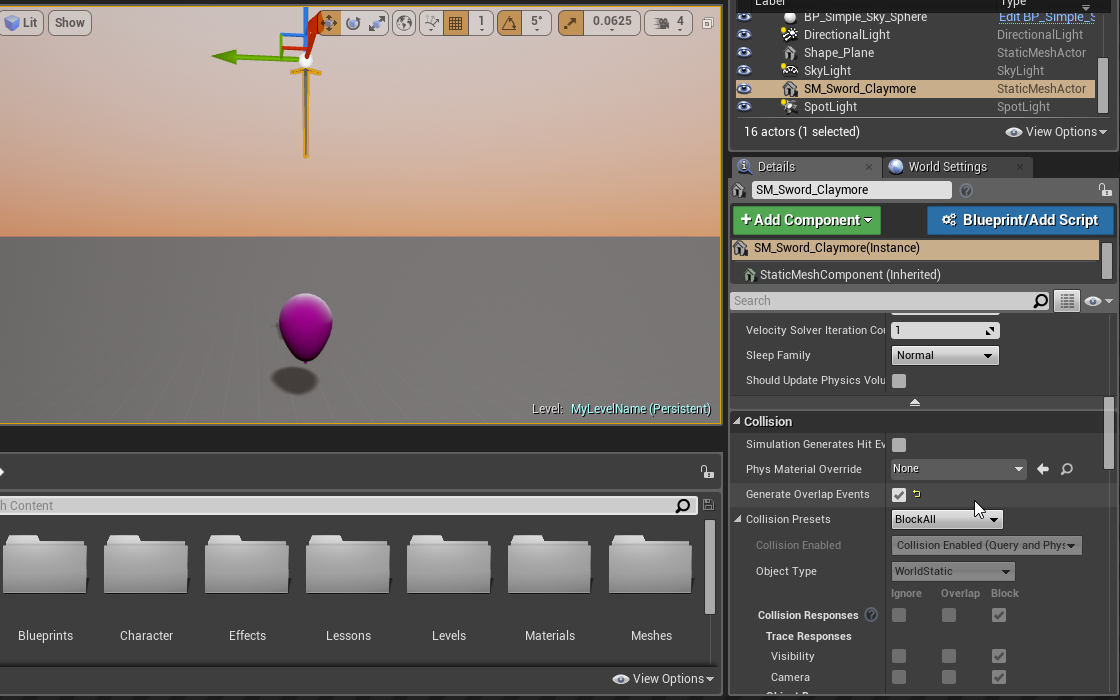 Lit
Show
1
5°
0.0625
4
Label
Type
BP_Simple_Sky_Sphere
Edit BP_Simple_S
DirectionalLight
DirectionalLight
Shape_Plane
StaticMeshActor
SkyLight
SkyLight
SM_Sword_Claymore
StaticMeshActor
SpotLight
SpotLight
16 actors (1 selected)
View Options
Details
World Settings
SM_Sword_Claymore
+Add Component
Blueprint/Add Script
SM_Sword_Claymore(Instance)
StaticMeshComponent (Inherited)
Search
Velocity Solver Iteration Cou
1
Sleep Family
Normal
Should Update Physics Volu
Collision
Simulation Generates Hit Ev
Phys Material Override
None
Generate Overlap Events
Collision Presets
BlockAll
Collision Enabled
Collision Enabled (Query and Phys
Object Type
WorldStatic
Ignore
Overlap
Block
Collision Responses
Trace Responses
Visibility
Camera
Level:
MyLevelName (Persistent)
h Content
Blueprints
Character
Effects
Lessons
Levels
Materials
Meshes
View Options